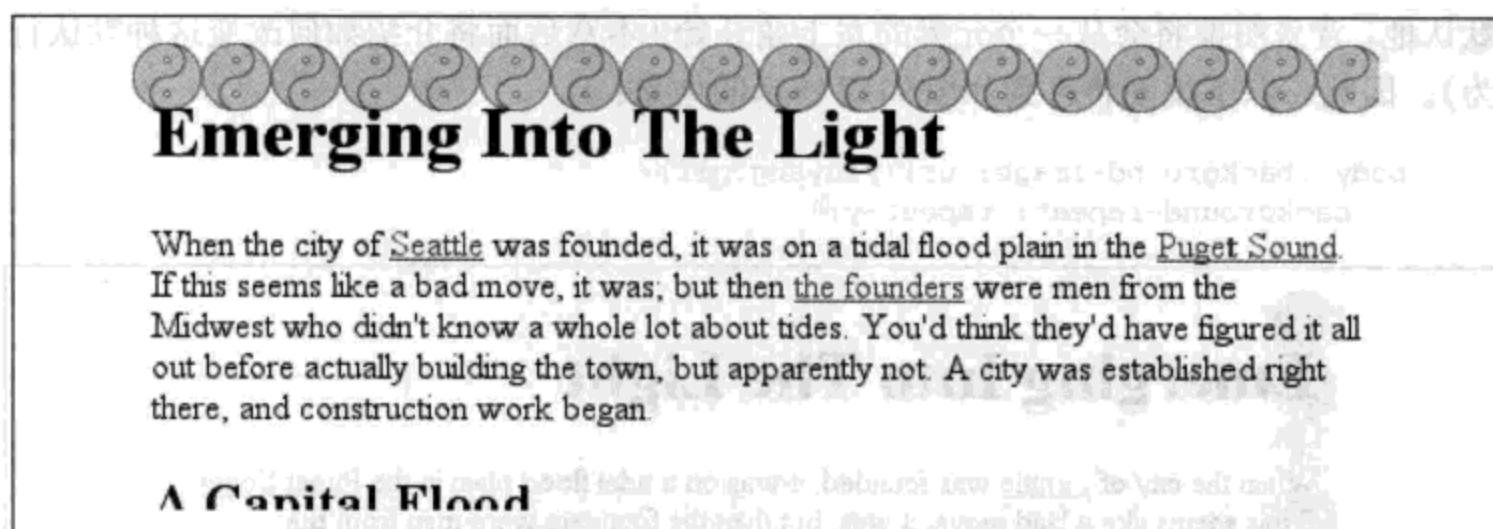 Emerging Into The Light
When the city of Seattle was founded, it was on a tidal flood plain in the Puget Sound.
If this seems like a bad move, it was; but then the founders were men from the
Midwest who didn't know a whole lot about tides. You'd think they'd have figured it all
out before actually building the town, but apparently not. A city was established right
there, and construction work began.
A Capital Flood